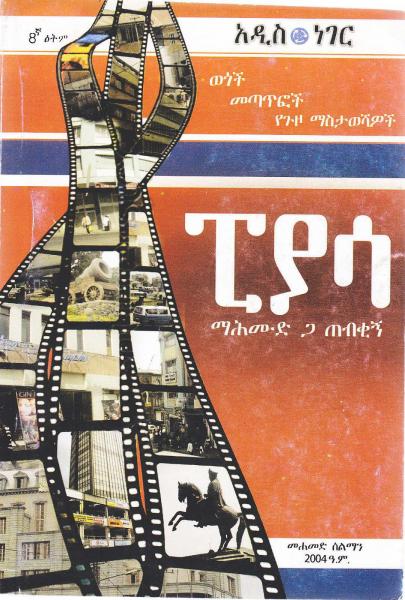 8ኛ ዕትም
አዲስ ነገር
ወጎች
መጣጥፎች
የጉዞ ማስታወሻዎች
ፒያሳ
ማሕሙድ ጋ ጠብቂኝ
መሐመድ ሰልማን
2004 ዓ.ም.